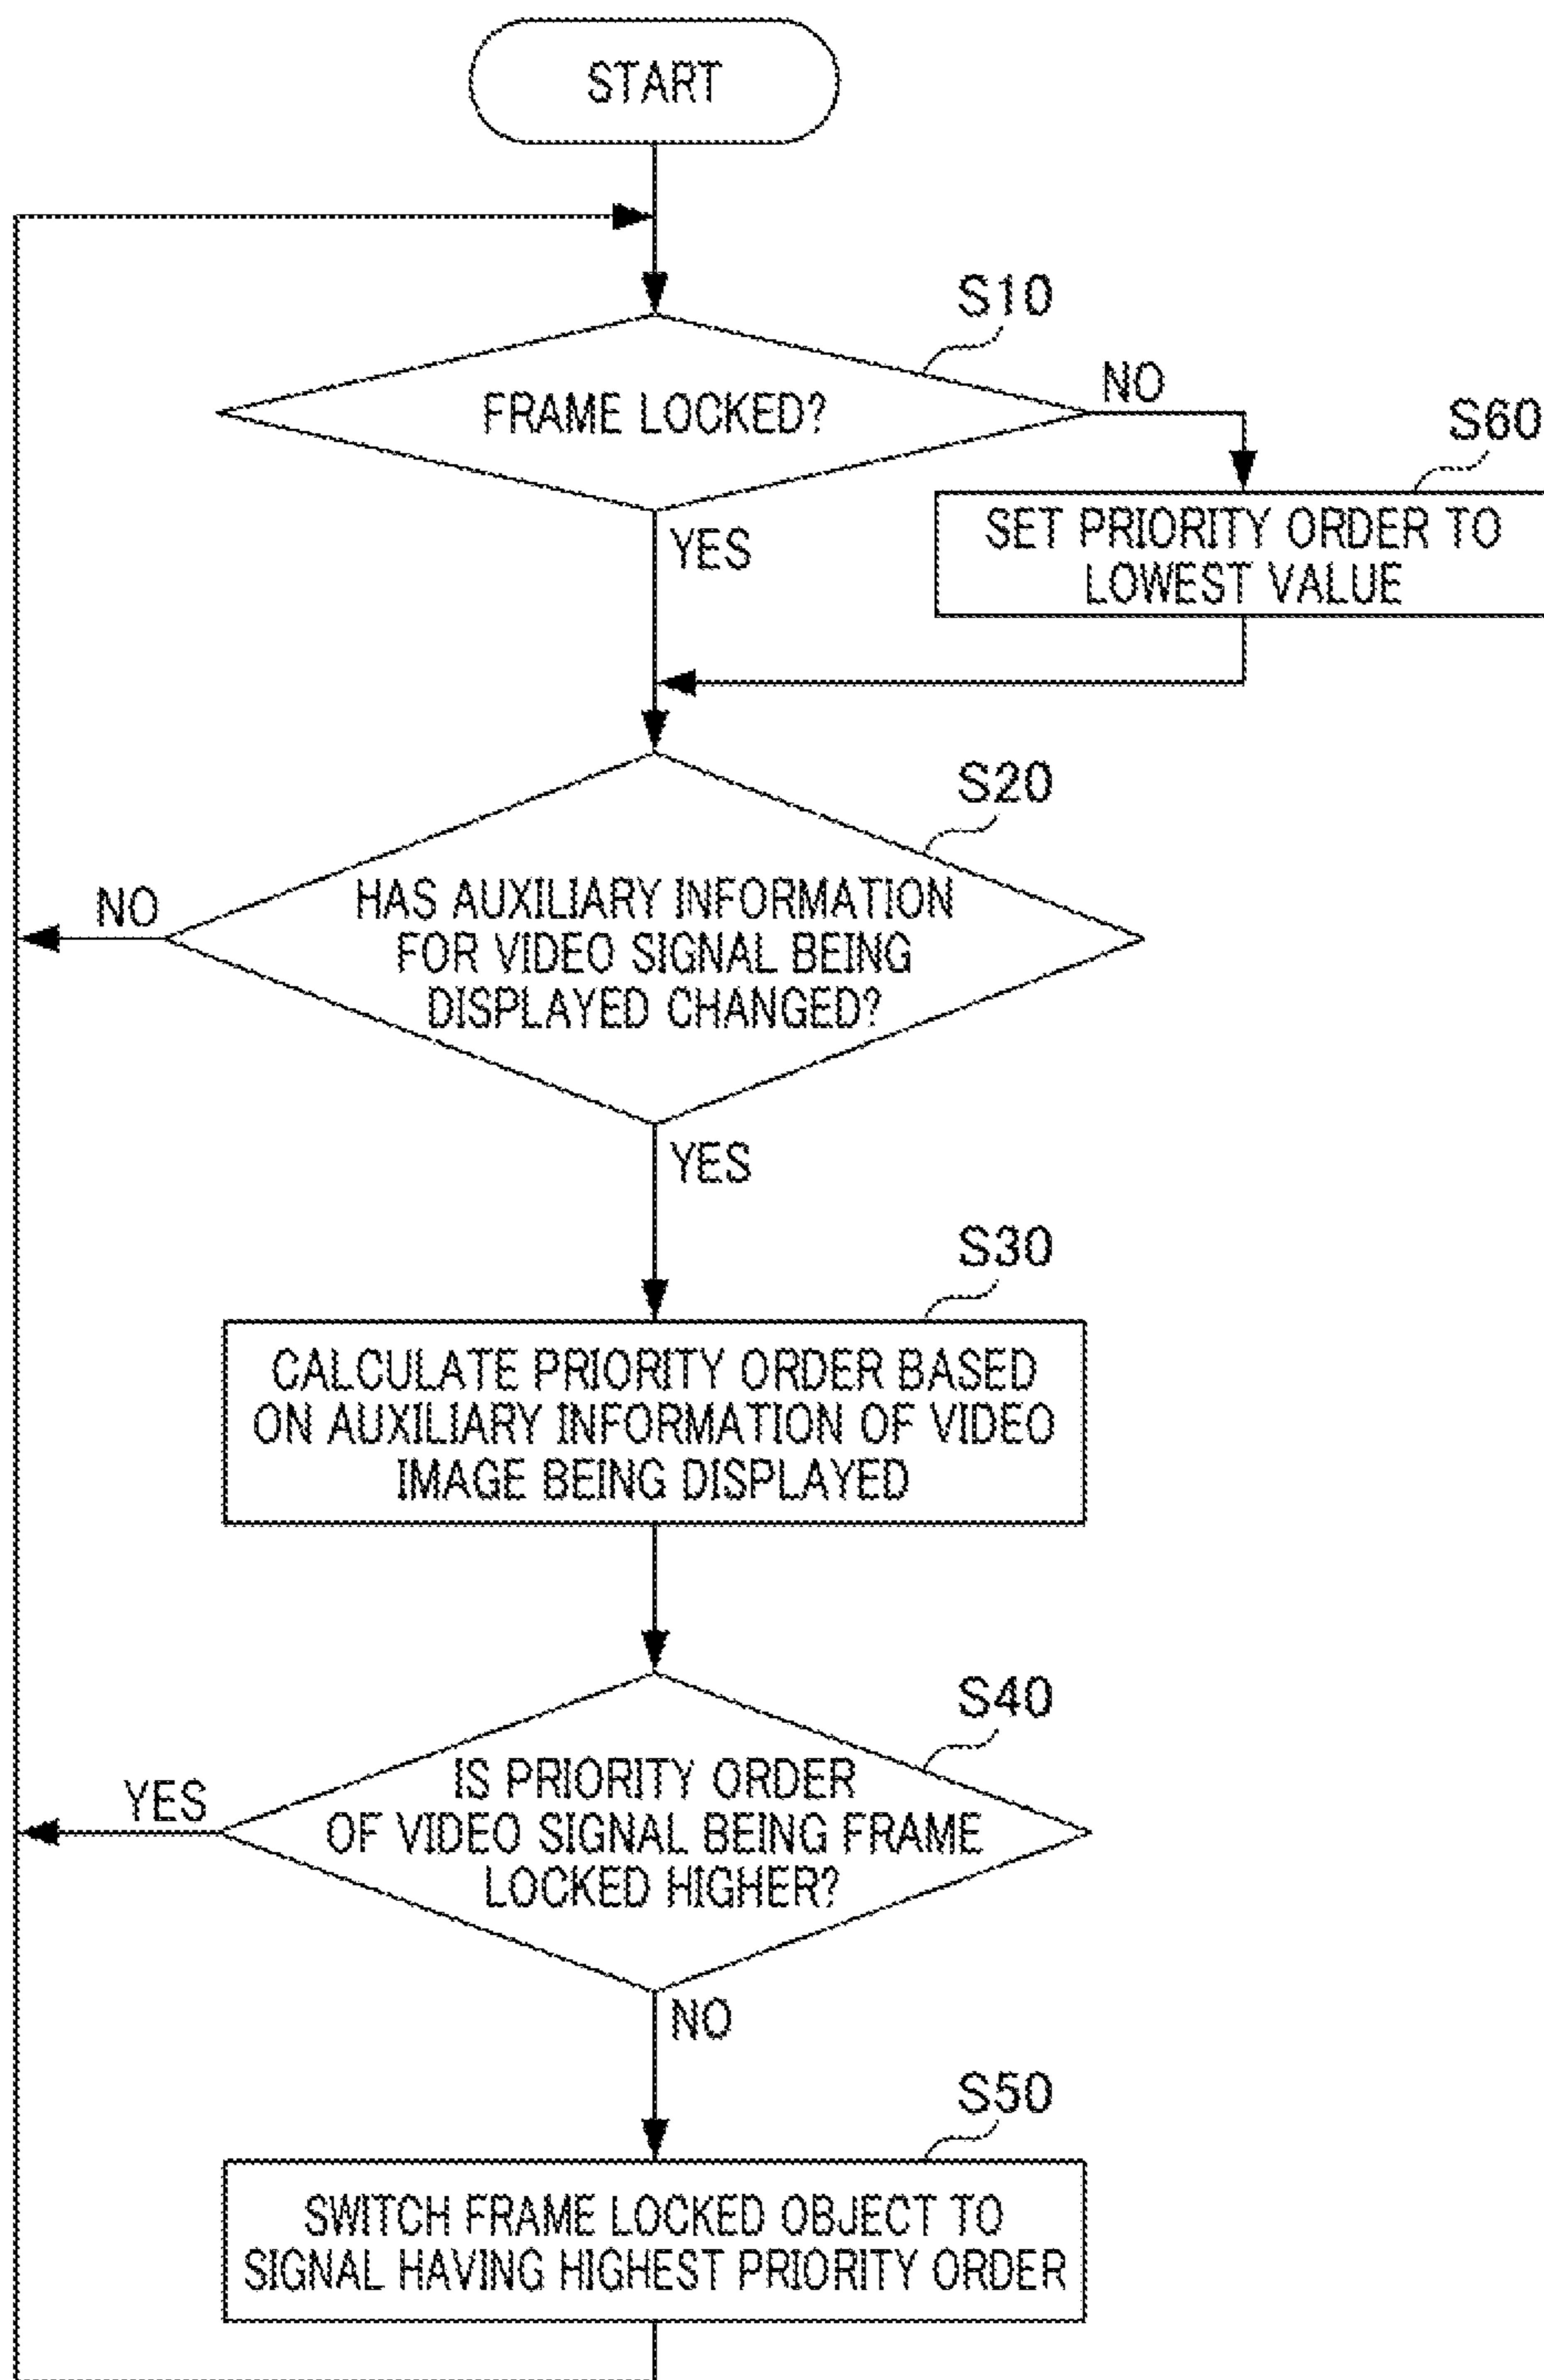 START
S10
FRAME LOCKED?
NO
S60
SET PRIORITY ORDER TO
LOWEST VALUE
YES
S20
HAS AUXILIARY INFORMATION
FOR VIDEO SIGNAL BEING
DISPLAYED CHANGED?
NO
YES
S30
CALCULATE PRIORITY ORDER BASED
ON AUXILIARY INFORMATION OF VIDEO
IMAGE BEING DISPLAYED
S40
IS PRIORITY ORDER
OF VIDEO SIGNAL BEING FRAME
LOCKED HIGHER?
YES
NO
S50
SWITCH FRAME LOCKED OBJECT TO
SIGNAL HAVING HIGHEST PRIORITY ORDER